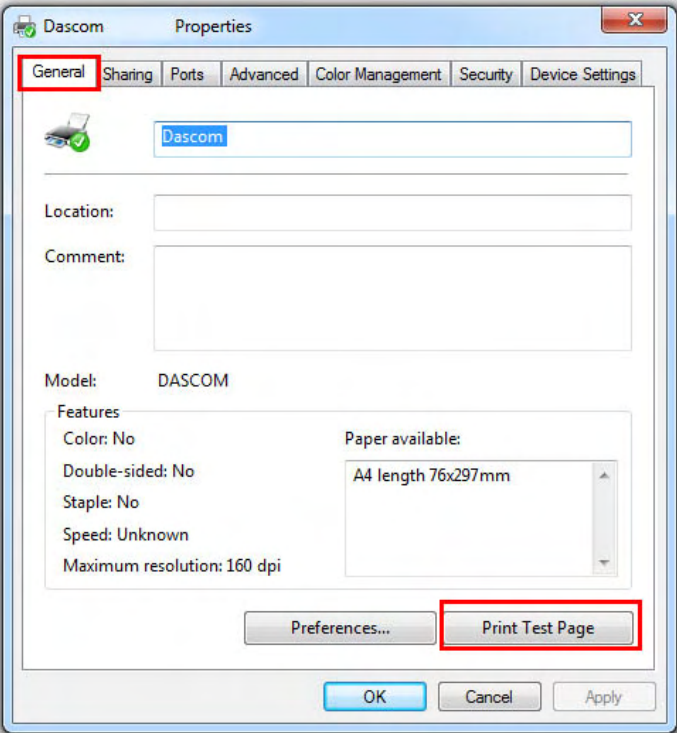 Dascom Properties
General Sharing Ports Advanced Color Management Security Device Settings
Dascom
Location:
Comment:
Model: DASCOM
Features
Color: No
Paper available:
Double-sided: No
A4 length 76x297mm
Staple: No
Speed: Unknown
Maximum resolution: 160 dpi
Preferences... Print Test Page
OK Cancel Apply